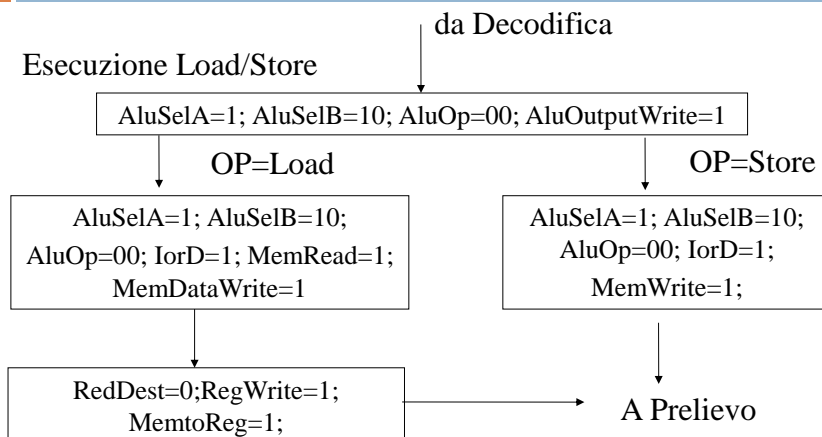 da Decodifica
Esecuzione Load/Store
AluSelA=1; AluSelB=10; AluOp=00; AluOutputWrite=1
OP=Load
OP=Store
AluSelA=1; AluSelB=10;
AluOp=00; IorD=1; MemRead=1;
MemDataWrite=1
AluSelA=1; AluSelB=10;
AluOp=00; IorD=1;
MemWrite=1;
RedDest=0;RegWrite=1;
MemtoReg=1;
A Prelievo